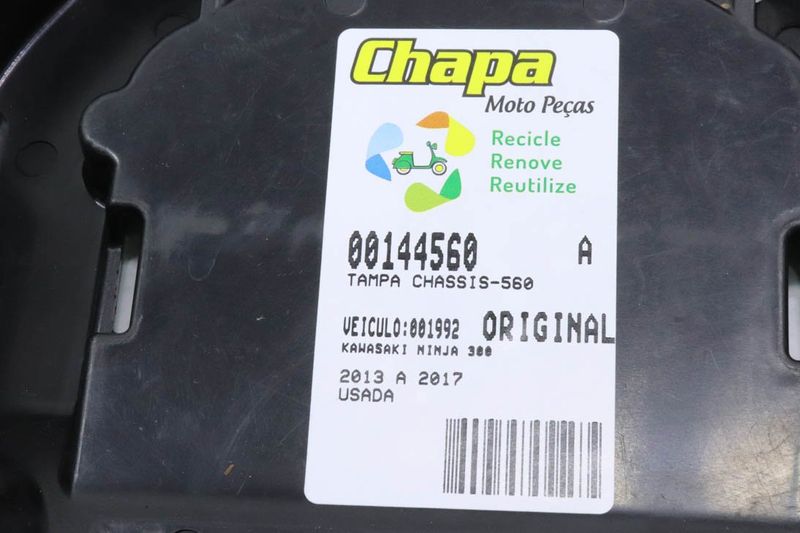 Chapa
Moto Peças
Recicle
Renove
Reutilize
00144560 A
TAMPA CHASSIS-560
VEICULO:001992 ORIGINAL
KAWASAKI NINJA 300
2013 A 2017
USADA